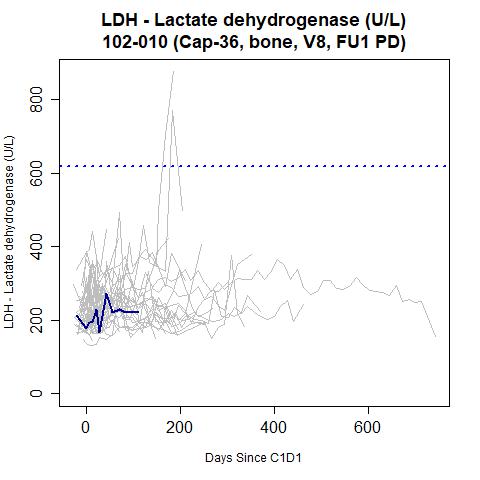 LDH - Lactate dehydrogenase (U/L)
102-010 (Cap-36, bone, V8, FU1 PD)
LDH - Lactate dehydrogenase (U/L)
800
600
400
200
0
0 200 400 600
Days Since C1D1